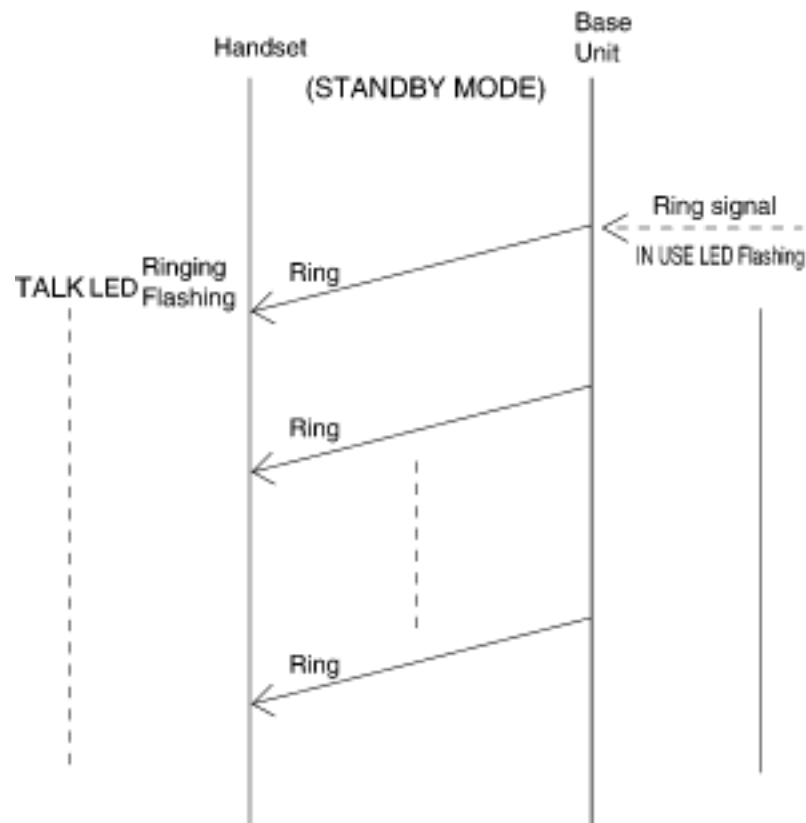 Handset
Base
Unit
(STANDBY MODE)
Ring signal
IN USE LED Flashing
TALK LED Ringing
Flashing
Ring
Ring
Ring